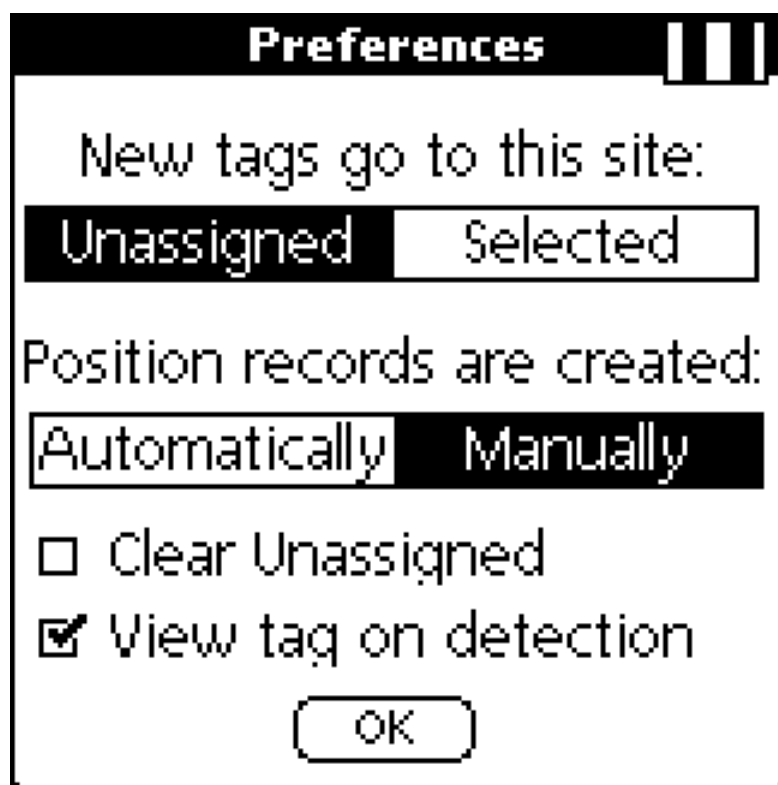 Preferences
New tags go to this site:
Unassigned Selected
Position records are created:
Automatically Manually
Clear Unassigned
View tag on detection
OK